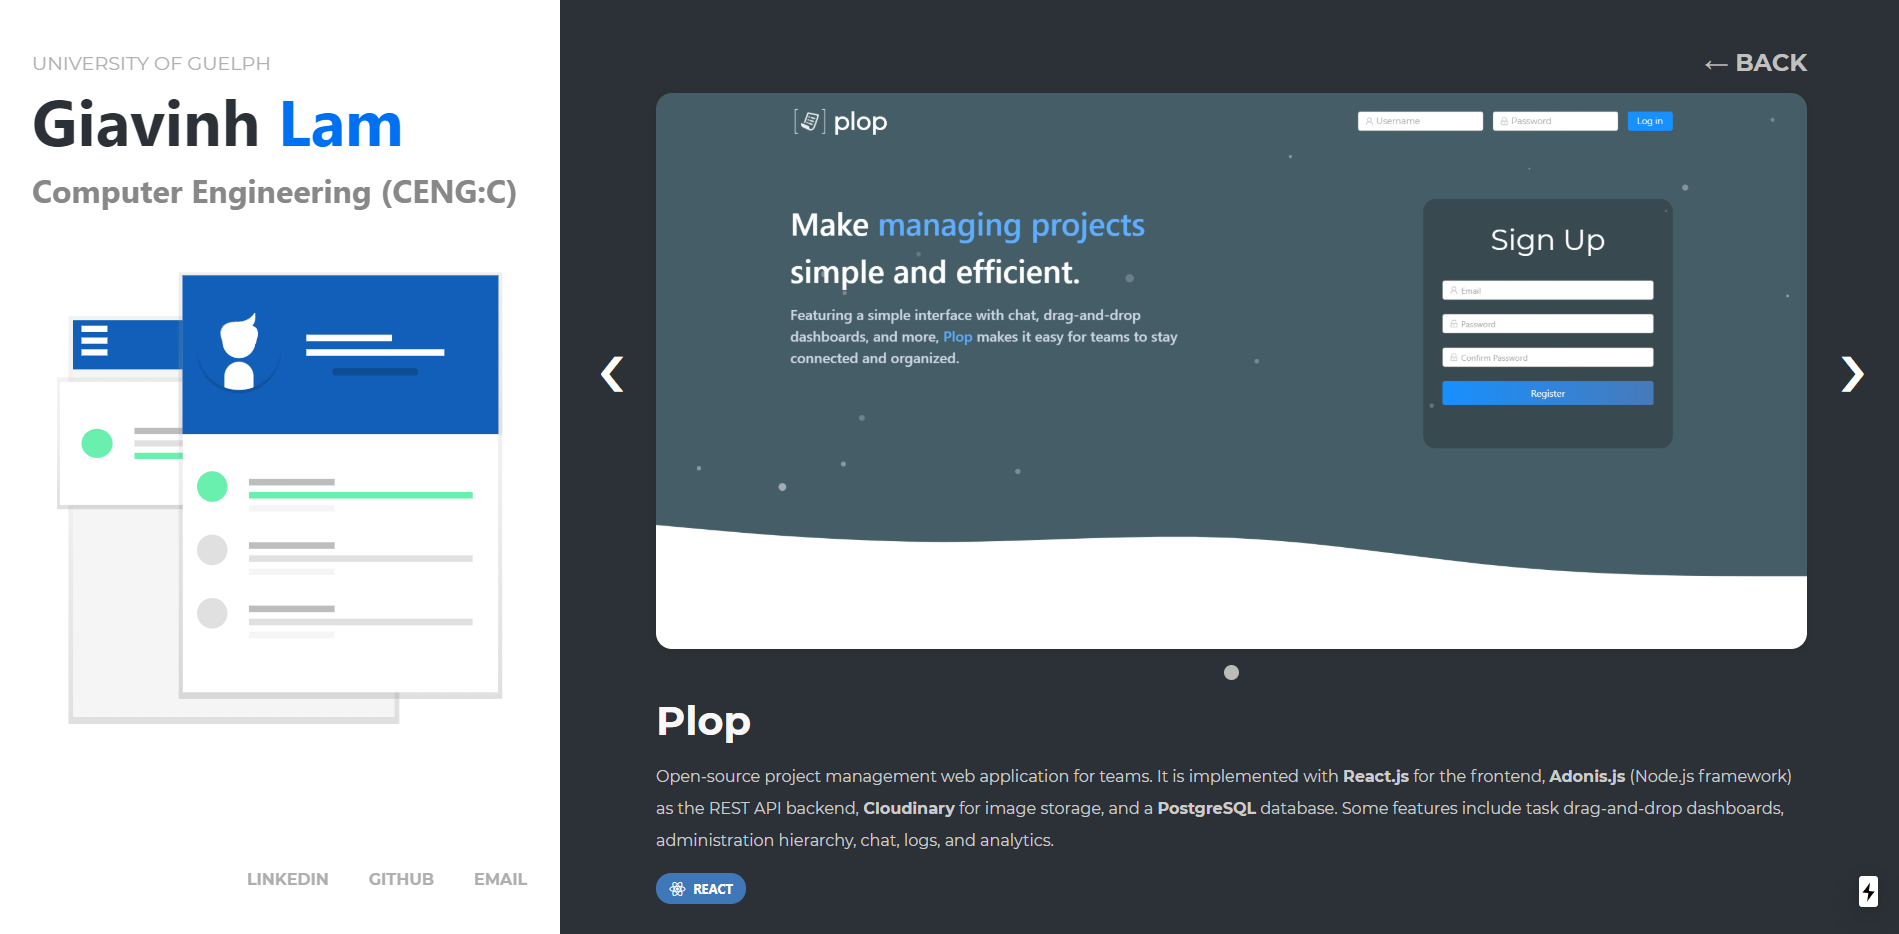 UNIVERSITY OF GUELPH
Giavinh Lam
Computer Engineering (CENG:C)
LINKEDIN GITHUB EMAIL
← BACK
plop
Username
Password
Log in
Make managing projects
simple and efficient.
Featuring a simple interface with chat, drag-and-drop
dashboards, and more, Plop makes it easy for teams to stay
connected and organized.
Sign Up
Email
Password
Confirm Password
Register
❮
❯
Plop
Open-source project management web application for teams. It is implemented with React.js for the frontend, Adonis.js (Node.js framework)
as the REST API backend, Cloudinary for image storage, and a PostgreSQL database. Some features include task drag-and-drop dashboards,
administration hierarchy, chat, logs, and analytics.
REACT